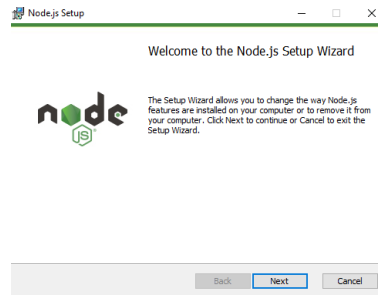 Node.js Setup
Welcome to the Node.js Setup Wizard
The Setup Wizard allows you to change the way Node.js
features are installed on your computer or to remove it from
your computer. Click Next to continue or Cancel to exit the
Setup Wizard.
node
JS
Back Next Cancel